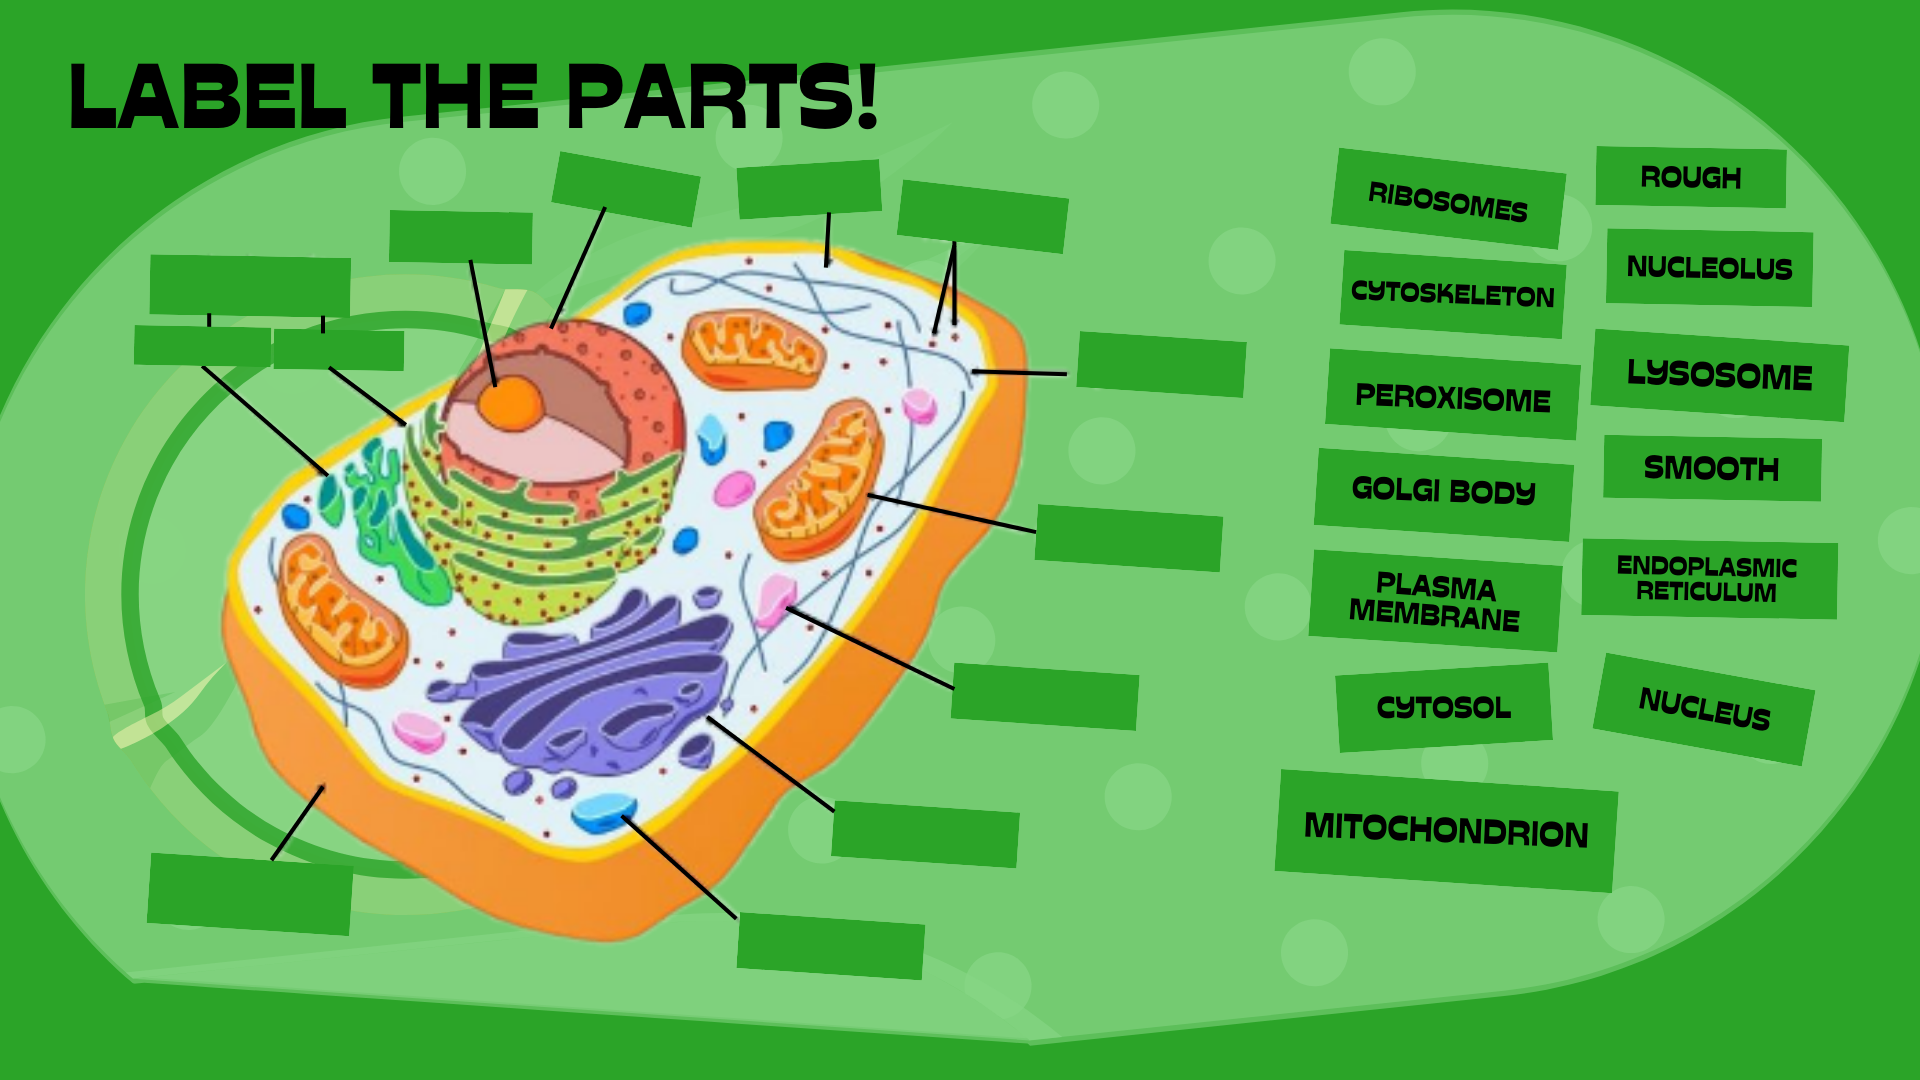 LABEL THE PARTS!
RIBOSOMES
ROUGH
CYTOSKELETON
NUCLEOLUS
PEROXISOME
LYSOSOME
GOLGI BODY
SMOOTH
PLASMA
MEMBRANE
ENDOPLASMIC
RETICULUM
CYTOSOL
NUCLEUS
MITOCHONDRION